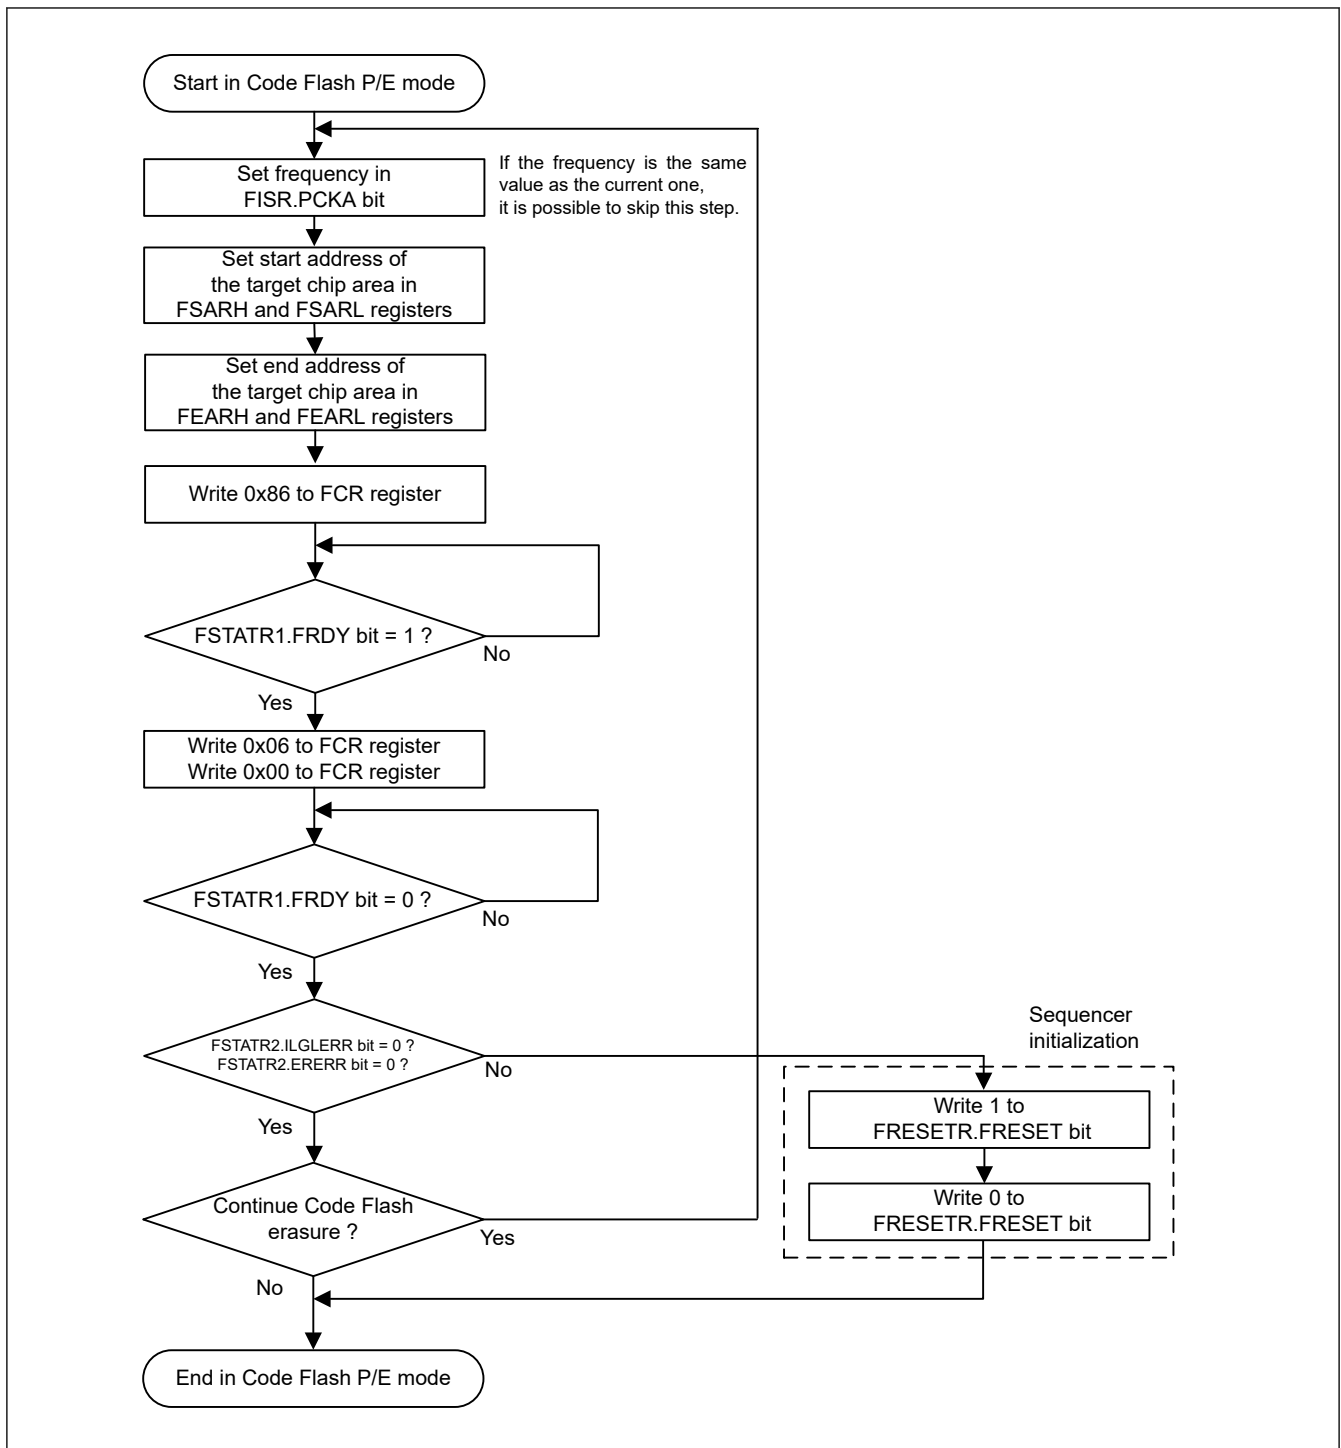 Start in Code Flash P/E mode
Set frequency in
FISR.PCKA bit
If the frequency is the same
value as the current one,
it is possible to skip this step.
Set start address of
the target chip area in
FSARH and FSARL registers
Set end address of
the target chip area in
FEARH and FEARL registers
Write 0x86 to FCR register
FSTATR1.FRDY bit = 1 ?
No
Yes
Write 0x06 to FCR register
Write 0x00 to FCR register
FSTATR1.FRDY bit = 0 ?
No
Yes
FSTATR2.ILGLERR bit = 0 ?
FSTATR2.ERERR bit = 0 ?
No
Yes
Sequencer
initialization
Write 1 to
FRESETR.FRESET bit
Write 0 to
FRESETR.FRESET bit
Continue Code Flash
erasure ?
Yes
No
End in Code Flash P/E mode